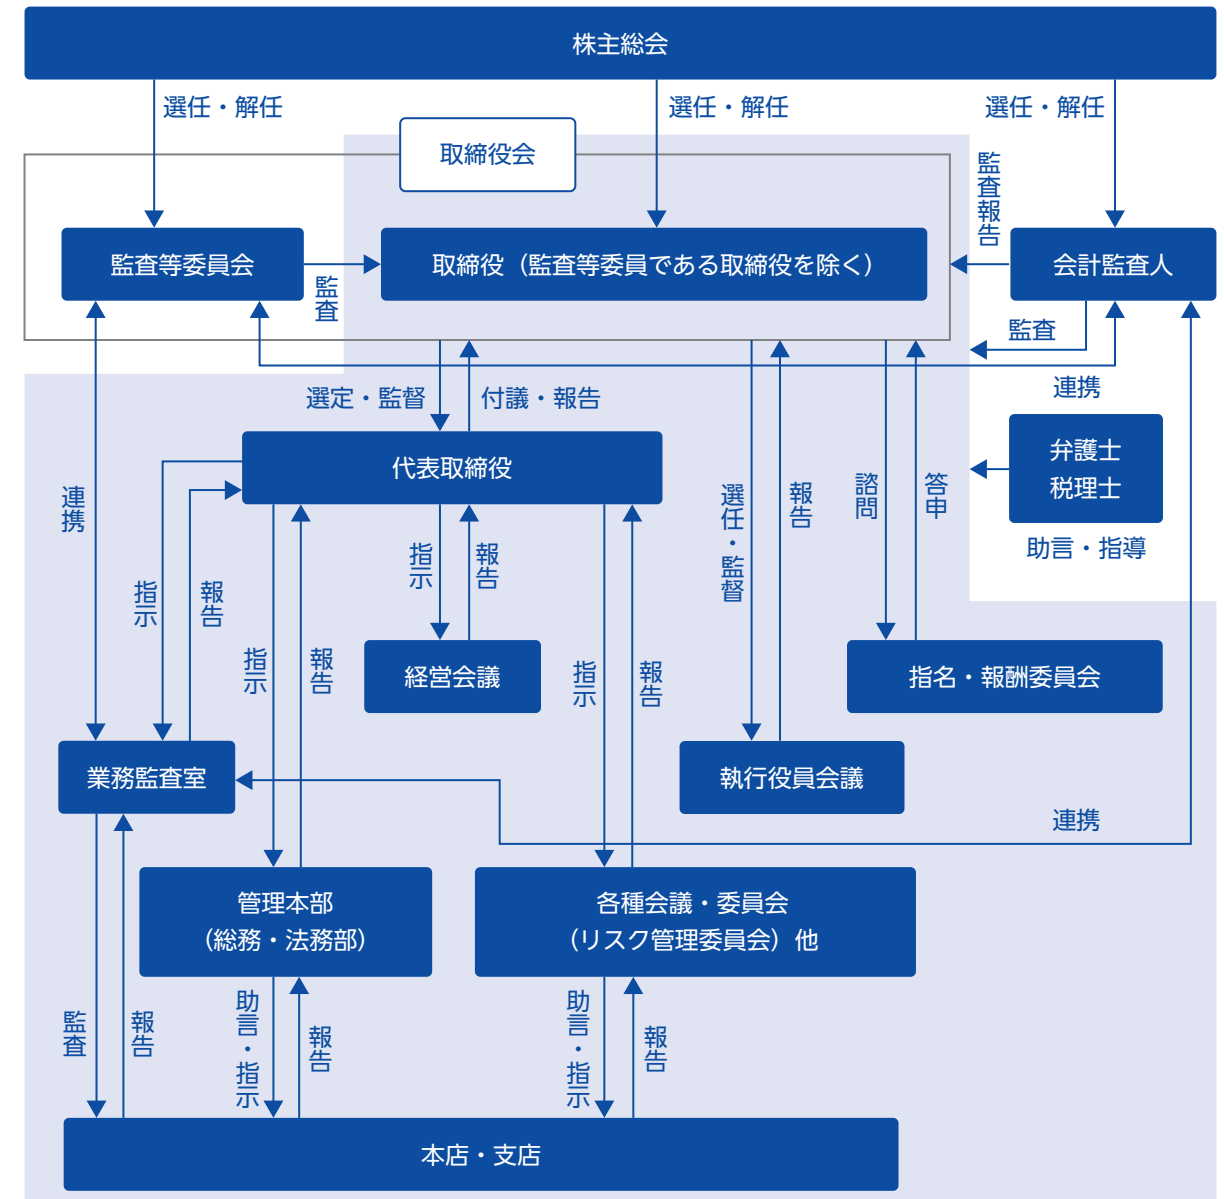 株主総会
選任・解任
選任・解任
選任・解任
取締役会
監査報告
監査等委員会
監査
取締役（監査等委員である取締役を除く）
会計監査人
監査
連携
選定・監督
付議・報告
代表取締役
弁護士
税理士
助言・指導
連携
指示
報告
指示
報告
選任・監督
報告
諮問
答申
指示
報告
指示
報告
経営会議
指名・報酬委員会
業務監査室
執行役員会議
連携
管理本部
（総務・法務部）
各種会議・委員会
（リスク管理委員会）他
監査
報告
助言・指示
報告
助言・指示
報告
本店・支店